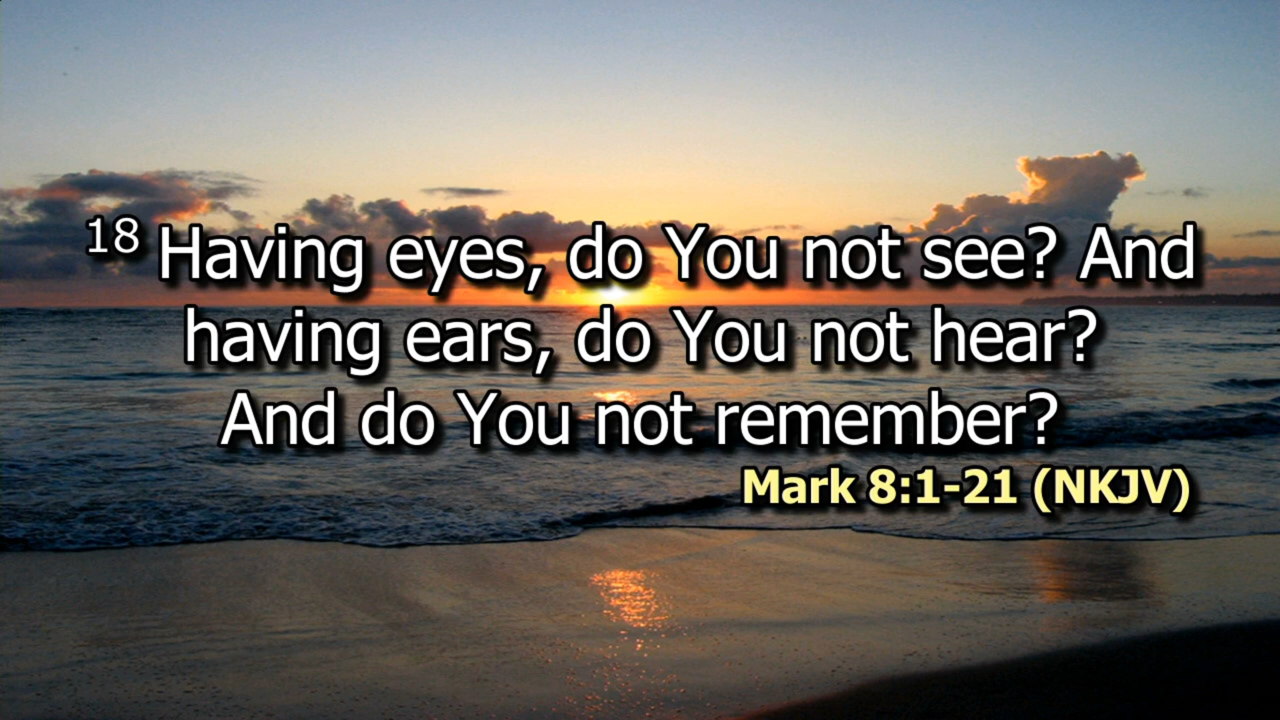 18 Having eyes, do You not see? And
having ears, do You not hear?
And do You not remember?
Mark 8:1-21 (NKJV)